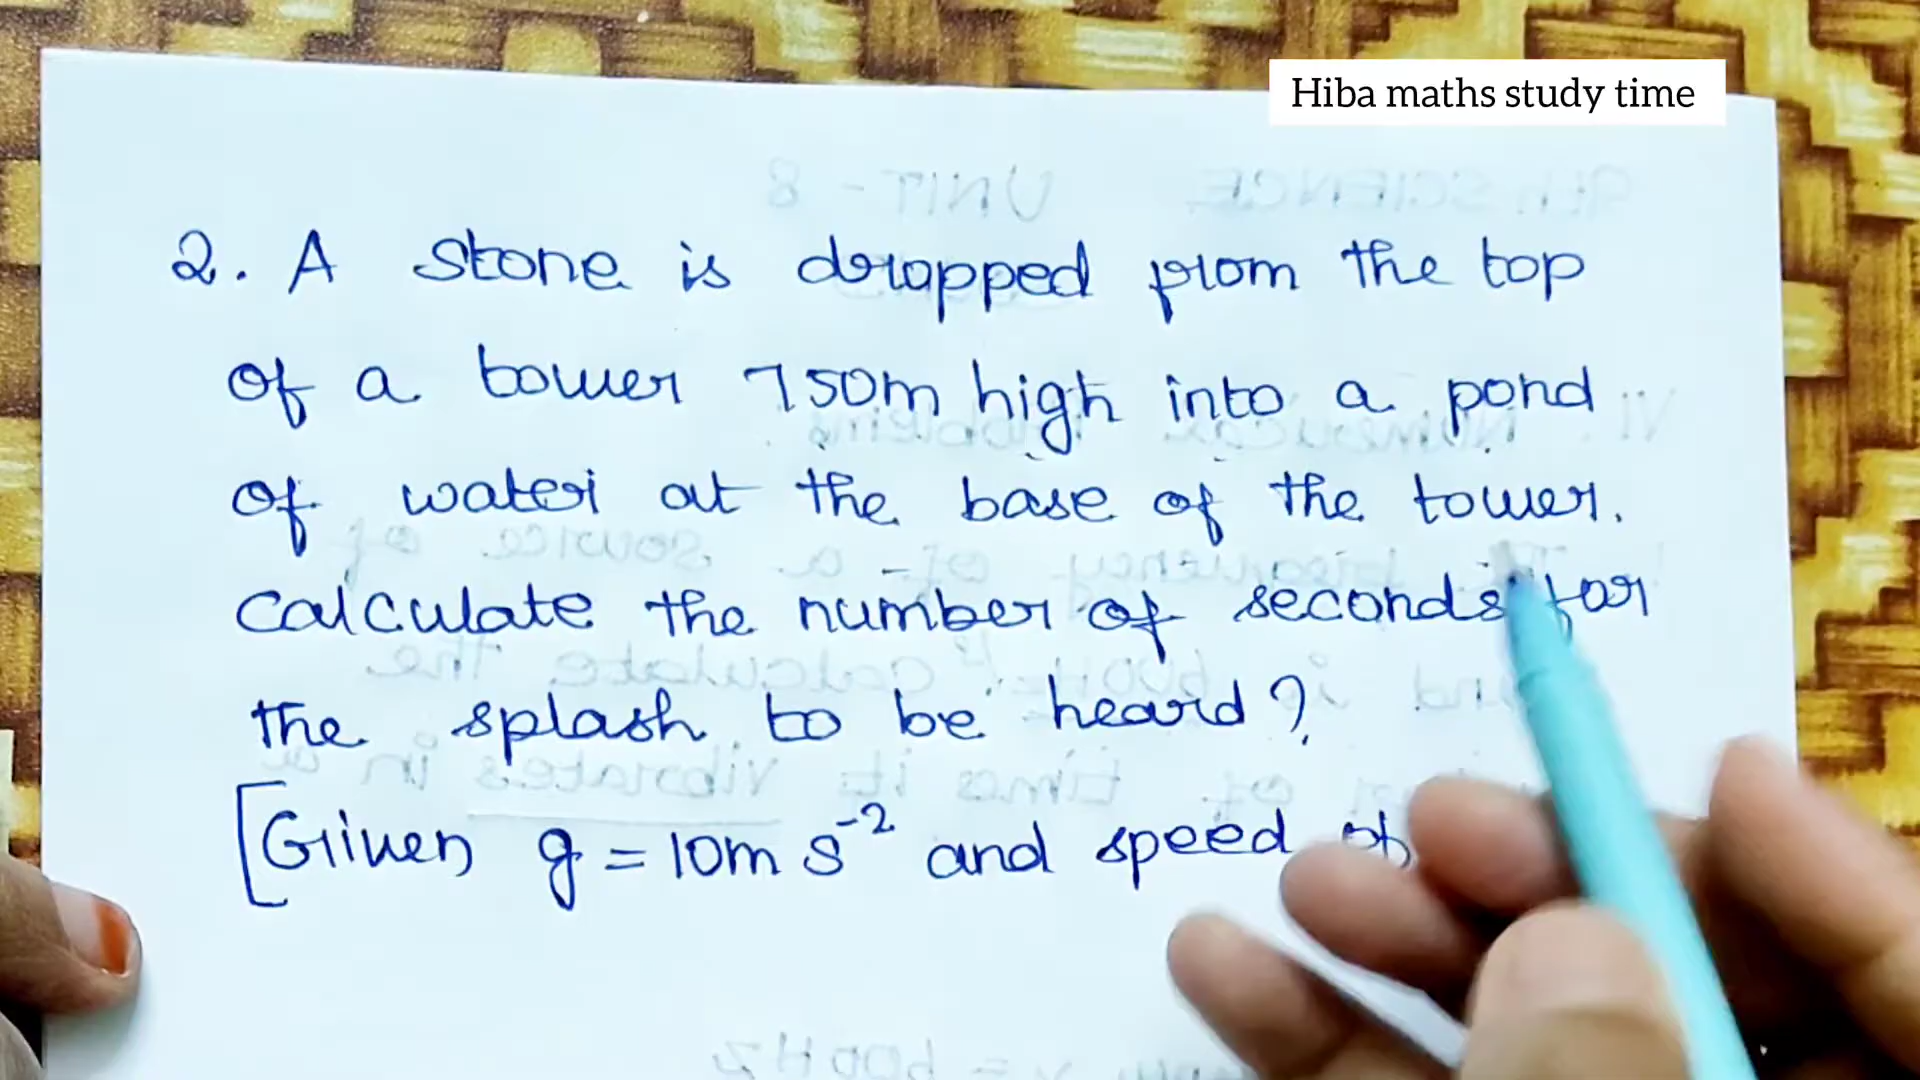 Hiba maths study time
2. A stone is dropped from the top
of a tower 750m high into a pond
of water at the base of the tower.
Calculate the number of seconds for
the splash to be heard?
[Given g = 10m s⁻² and speed of